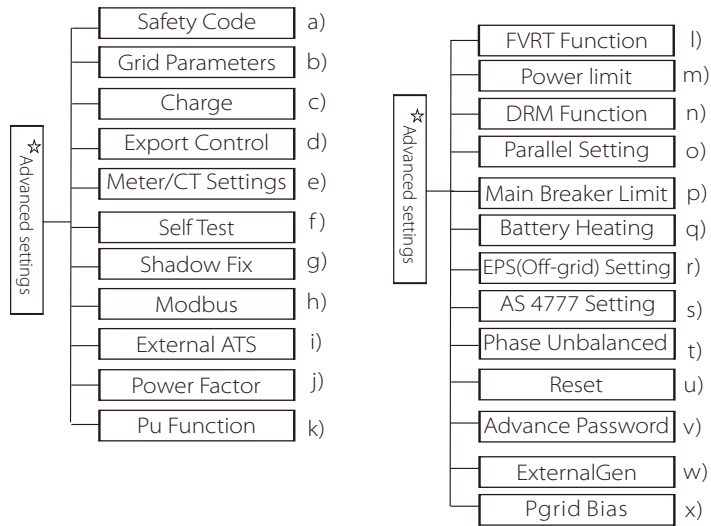 ☆ Advanced settings
Safety Code a)
Grid Parameters b)
Charge c)
Export Control d)
Meter/CT Settings e)
Self Test f)
Shadow Fix g)
Modbus h)
External ATS i)
Power Factor j)
Pu Function k)
☆ Advanced settings
FVRT Function l)
Power limit m)
DRM Function n)
Parallel Setting o)
Main Breaker Limit p)
Battery Heating q)
EPS(Off-grid) Setting r)
AS 4777 Setting s)
Phase Unbalanced t)
Reset u)
Advance Password v)
ExternalGen w)
Pgrid Bias x)